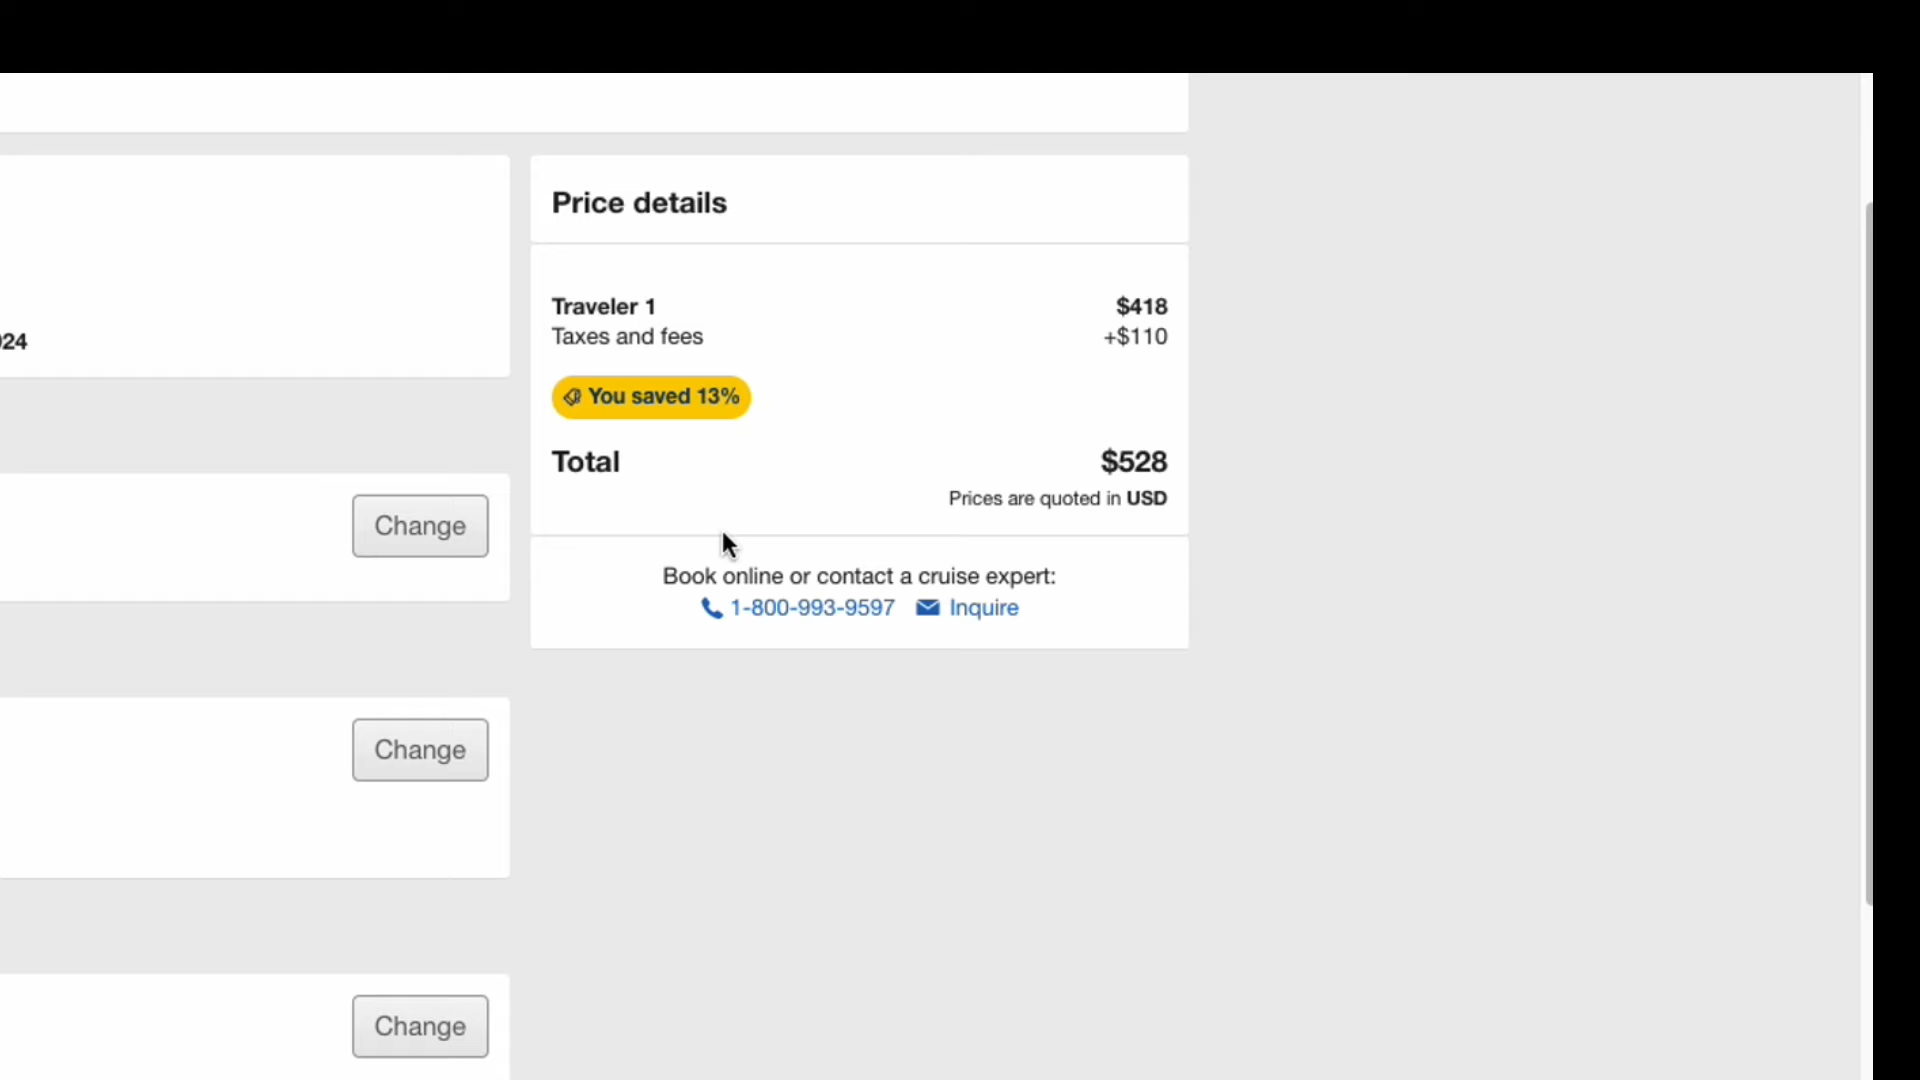 Price details
Traveler 1 $418
Taxes and fees +$110
You saved 13%
Total $528
Prices are quoted in USD
Book online or contact a cruise expert:
1-800-993-9597 Inquire
24
Change
Change
Change